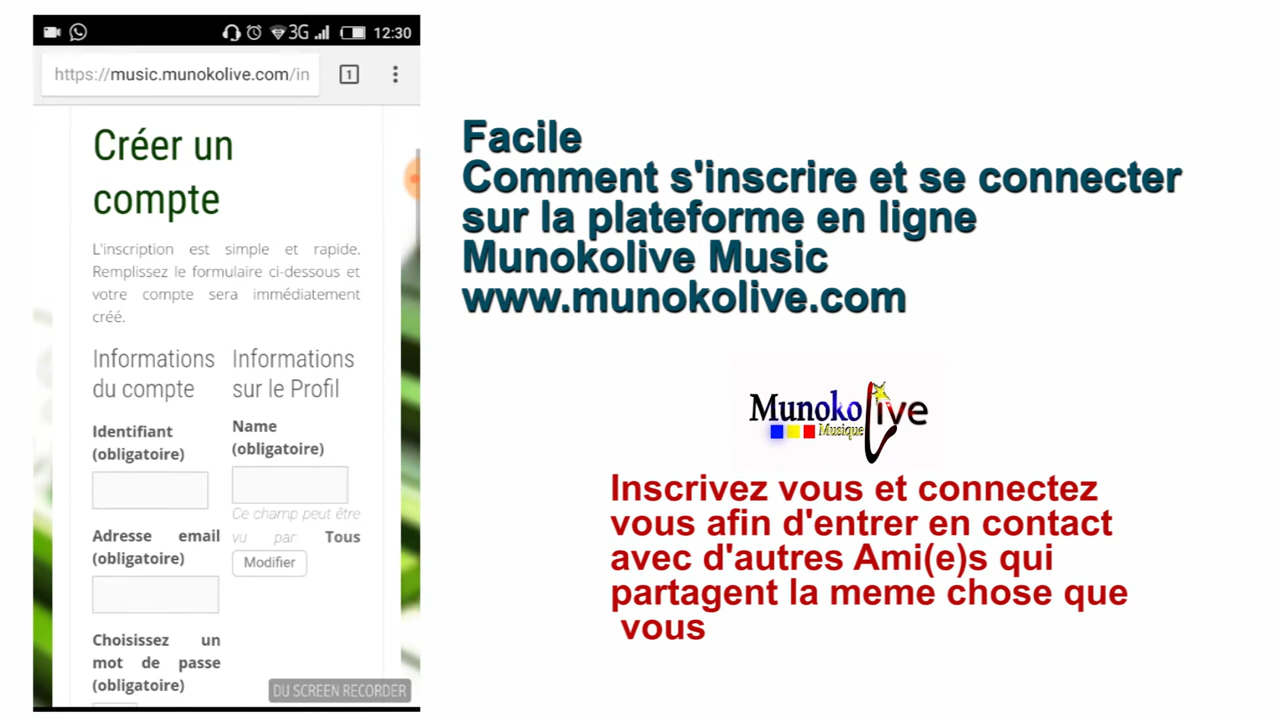 3G 12:30
https://music.munokolive.com/in
1
Créer un
compte
L'inscription est simple et rapide.
Remplissez le formulaire ci-dessous et
votre compte sera immédiatement
créé.
Informations
du compte
Identifiant
(obligatoire)
Adresse email
(obligatoire)
Choisissez un
mot de passe
(obligatoire)
Informations
sur le Profil
Name
(obligatoire)
Ce champ peut être
vu par: Tous
Modifier
DU SCREEN RECORDER
Facile
Comment s'inscrire et se connecter
sur la plateforme en ligne
Munokolive Music
www.munokolive.com
Munokolive
Musique
Inscrivez vous et connectez
vous afin d'entrer en contact
avec d'autres Ami(e)s qui
partagent la meme chose que
vous